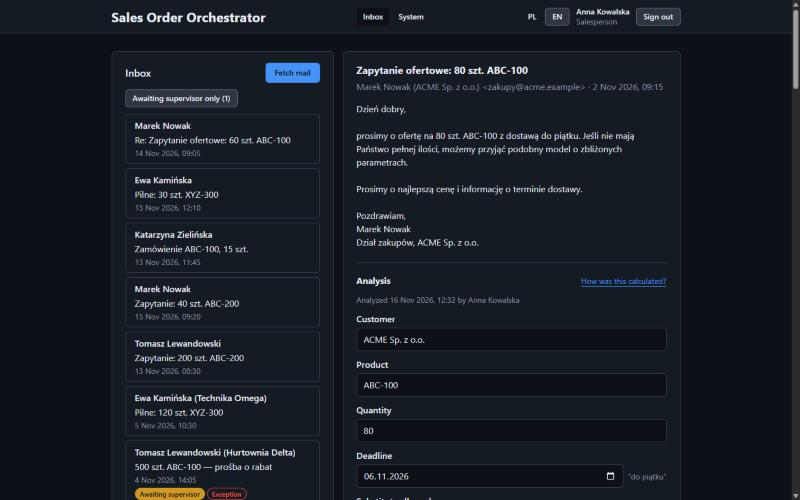 Sales Order Orchestrator
Inbox
System
PL
EN
Anna Kowalska
Salesperson
Sign out
Inbox
Fetch mail
Awaiting supervisor only (1)
Marek Nowak
Re: Zapytanie ofertowe: 60 szt. ABC-100
14 Nov 2026, 09:05
Ewa Kamińska
Pilne: 30 szt. XYZ-300
13 Nov 2026, 12:10
Katarzyna Zielińska
Zamówienie ABC-100, 15 szt.
13 Nov 2026, 11:45
Marek Nowak
Zapytanie: 40 szt. ABC-200
13 Nov 2026, 09:20
Tomasz Lewandowski
Zapytanie: 200 szt. ABC-200
13 Nov 2026, 08:30
Ewa Kamińska (Technika Omega)
Pilne: 120 szt. XYZ-300
5 Nov 2026, 10:30
Tomasz Lewandowski (Hurtownia Delta)
500 szt. ABC-100 — prośba o rabat
4 Nov 2026, 14:05
Awaiting supervisor
Exception
Zapytanie ofertowe: 80 szt. ABC-100
Marek Nowak (ACME Sp. z o.o.) <zakupy@acme.example> · 2 Nov 2026, 09:15
Dzień dobry,
prosimy o ofertę na 80 szt. ABC-100 z dostawą do piątku. Jeśli nie mają
Państwo pełnej ilości, możemy przyjąć podobny model o zbliżonych
parametrach.
Prosimy o najlepszą cenę i informację o terminie dostawy.
Pozdrawiam,
Marek Nowak
Dział zakupów, ACME Sp. z o.o.
Analysis
How was this calculated?
Analyzed 16 Nov 2026, 12:32 by Anna Kowalska
Customer
ACME Sp. z o.o.
Product
ABC-100
Quantity
80
Deadline
06.11.2026
"do piątku"